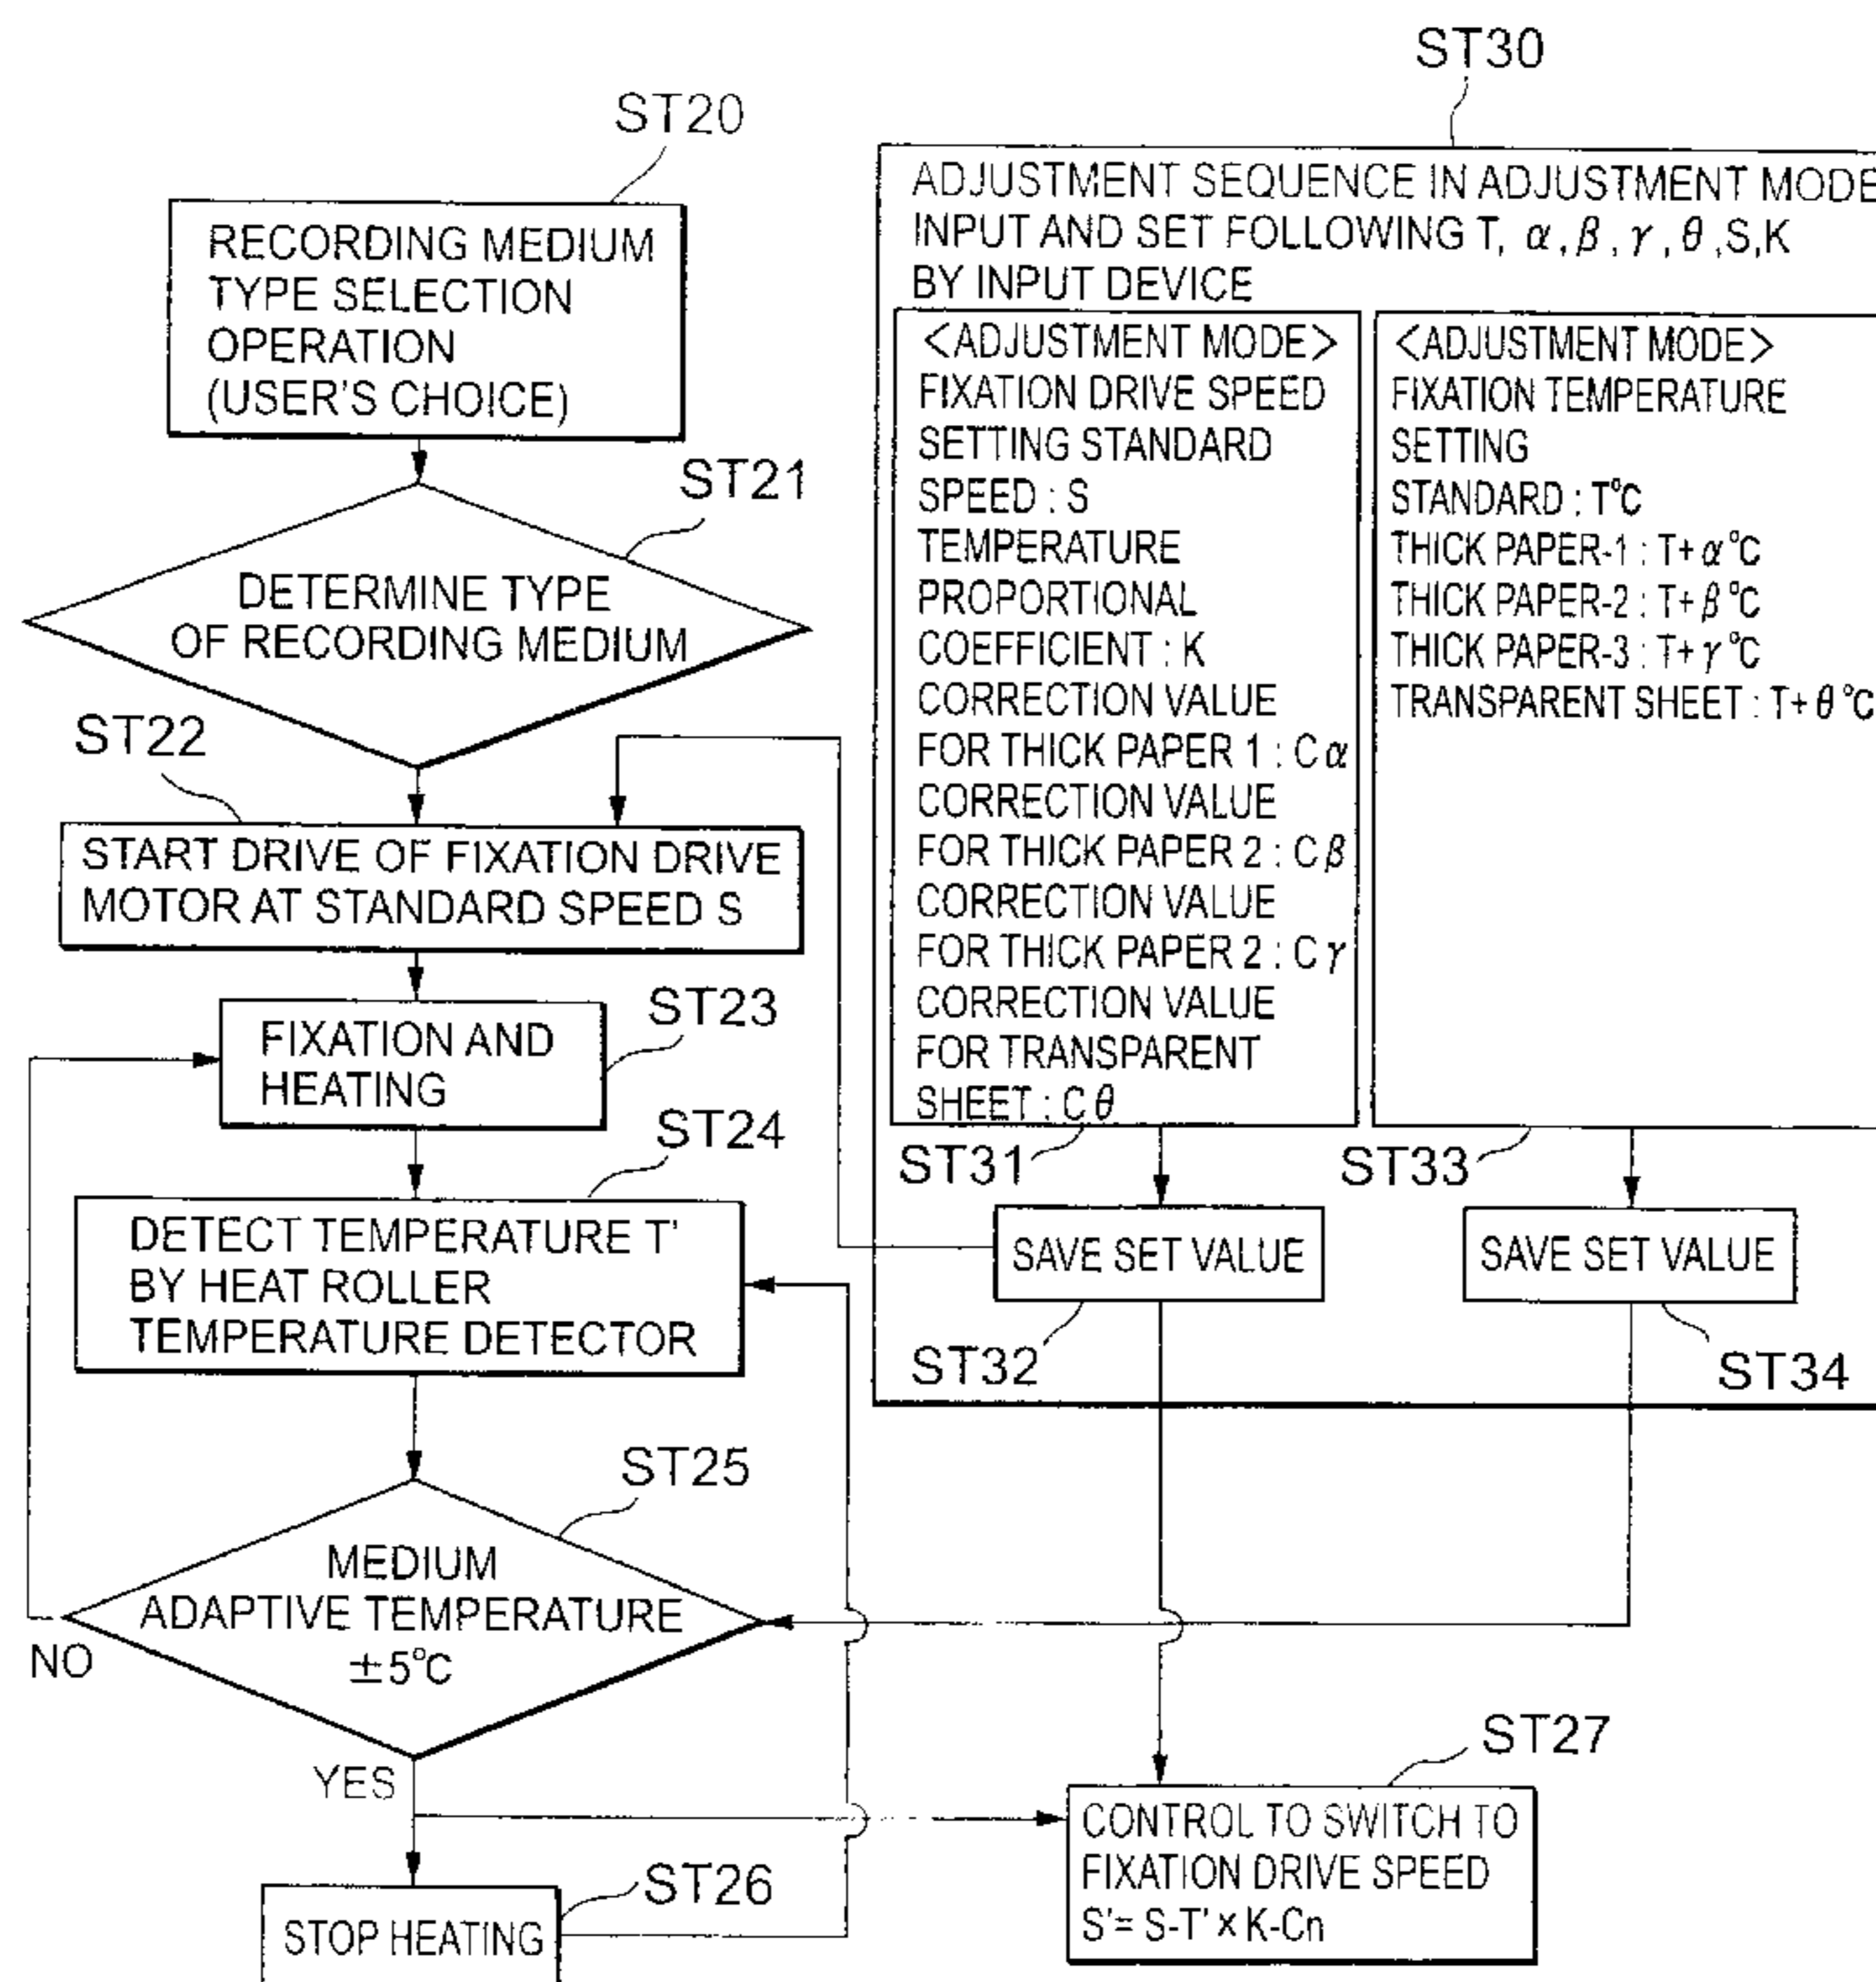 ST20
RECORDING MEDIUM
TYPE SELECTION
OPERATION
(USER'S CHOICE)
ST21
DETERMINE TYPE
OF RECORDING MEDIUM
ST22
START DRIVE OF FIXATION DRIVE
MOTOR AT STANDARD SPEED S
ST23
FIXATION AND
HEATING
ST24
DETECT TEMPERATURE T'
BY HEAT ROLLER
TEMPERATURE DETECTOR
ST25
MEDIUM
ADAPTIVE TEMPERATURE
±5°C
NO
YES
ST26
STOP HEATING
ST30
ADJUSTMENT SEQUENCE IN ADJUSTMENT MODE
INPUT AND SET FOLLOWING T, α, β, γ, θ, S, K
BY INPUT DEVICE
<ADJUSTMENT MODE>
FIXATION DRIVE SPEED
SETTING STANDARD
SPEED : S
TEMPERATURE
PROPORTIONAL
COEFFICIENT : K
CORRECTION VALUE
FOR THICK PAPER 1 : C α
CORRECTION VALUE
FOR THICK PAPER 2 : C β
CORRECTION VALUE
FOR THICK PAPER 2 : C γ
CORRECTION VALUE
FOR TRANSPARENT
SHEET : C θ
ST31
SAVE SET VALUE
ST32
<ADJUSTMENT MODE>
FIXATION TEMPERATURE
SETTING
STANDARD : T°C
THICK PAPER-1 : T+ α °C
THICK PAPER-2 : T+ β °C
THICK PAPER-3 : T+ γ °C
TRANSPARENT SHEET : T+ θ °C
ST33
SAVE SET VALUE
ST34
ST27
CONTROL TO SWITCH TO
FIXATION DRIVE SPEED
S'= S-T' × K-Cn